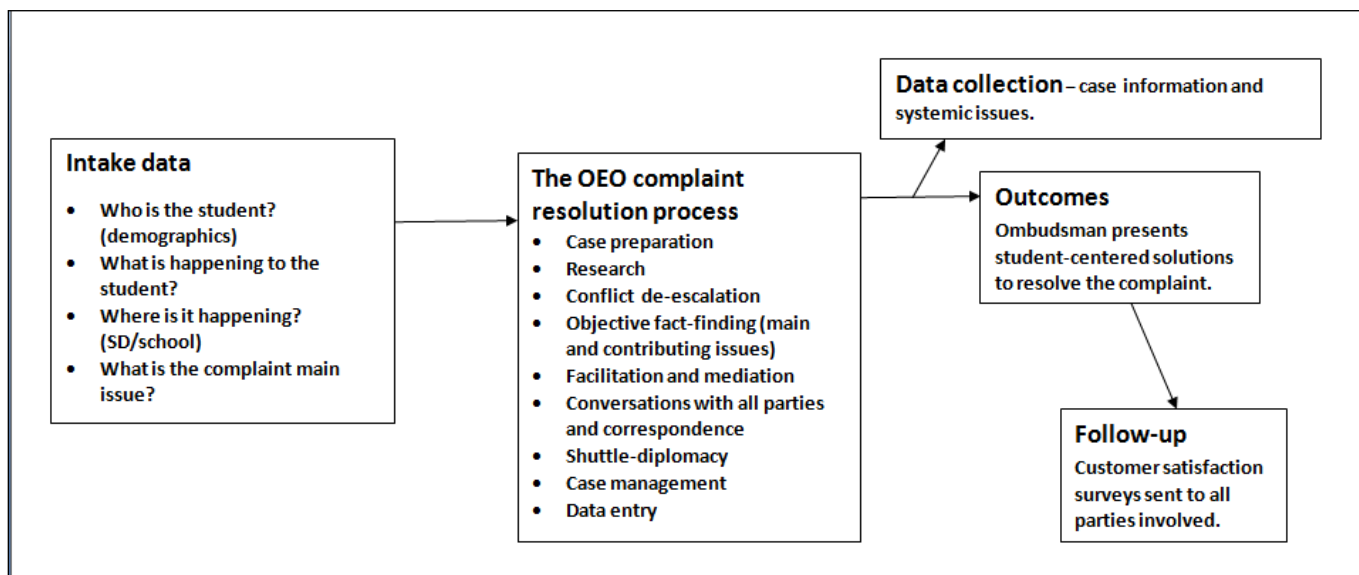 Intake data
• Who is the student?
(demographics)
• What is happening to the
student?
• Where is it happening?
(SD/school)
• What is the complaint main
issue?
The OEO complaint
resolution process
• Case preparation
• Research
• Conflict de-escalation
• Objective fact-finding (main
and contributing issues)
• Facilitation and mediation
• Conversations with all parties
and correspondence
• Shuttle-diplomacy
• Case management
• Data entry
Data collection – case information and
systemic issues.
Outcomes
Ombudsman presents
student-centered solutions
to resolve the complaint.
Follow-up
Customer satisfaction
surveys sent to all
parties involved.